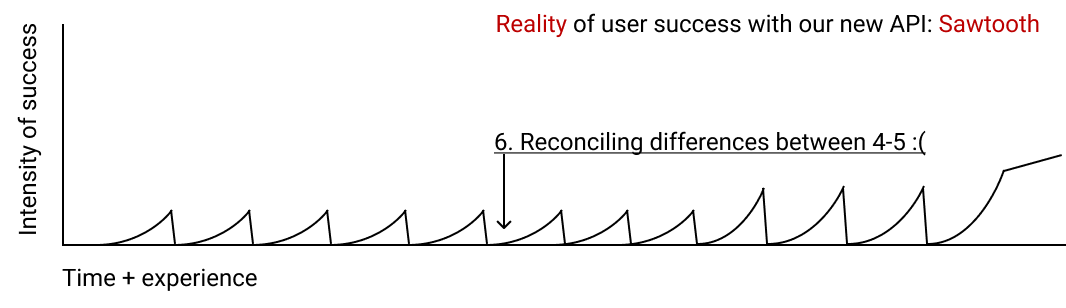 Reality of user success with our new API: Sawtooth
Intensity of success
6. Reconciling differences between 4-5 :(
Time + experience